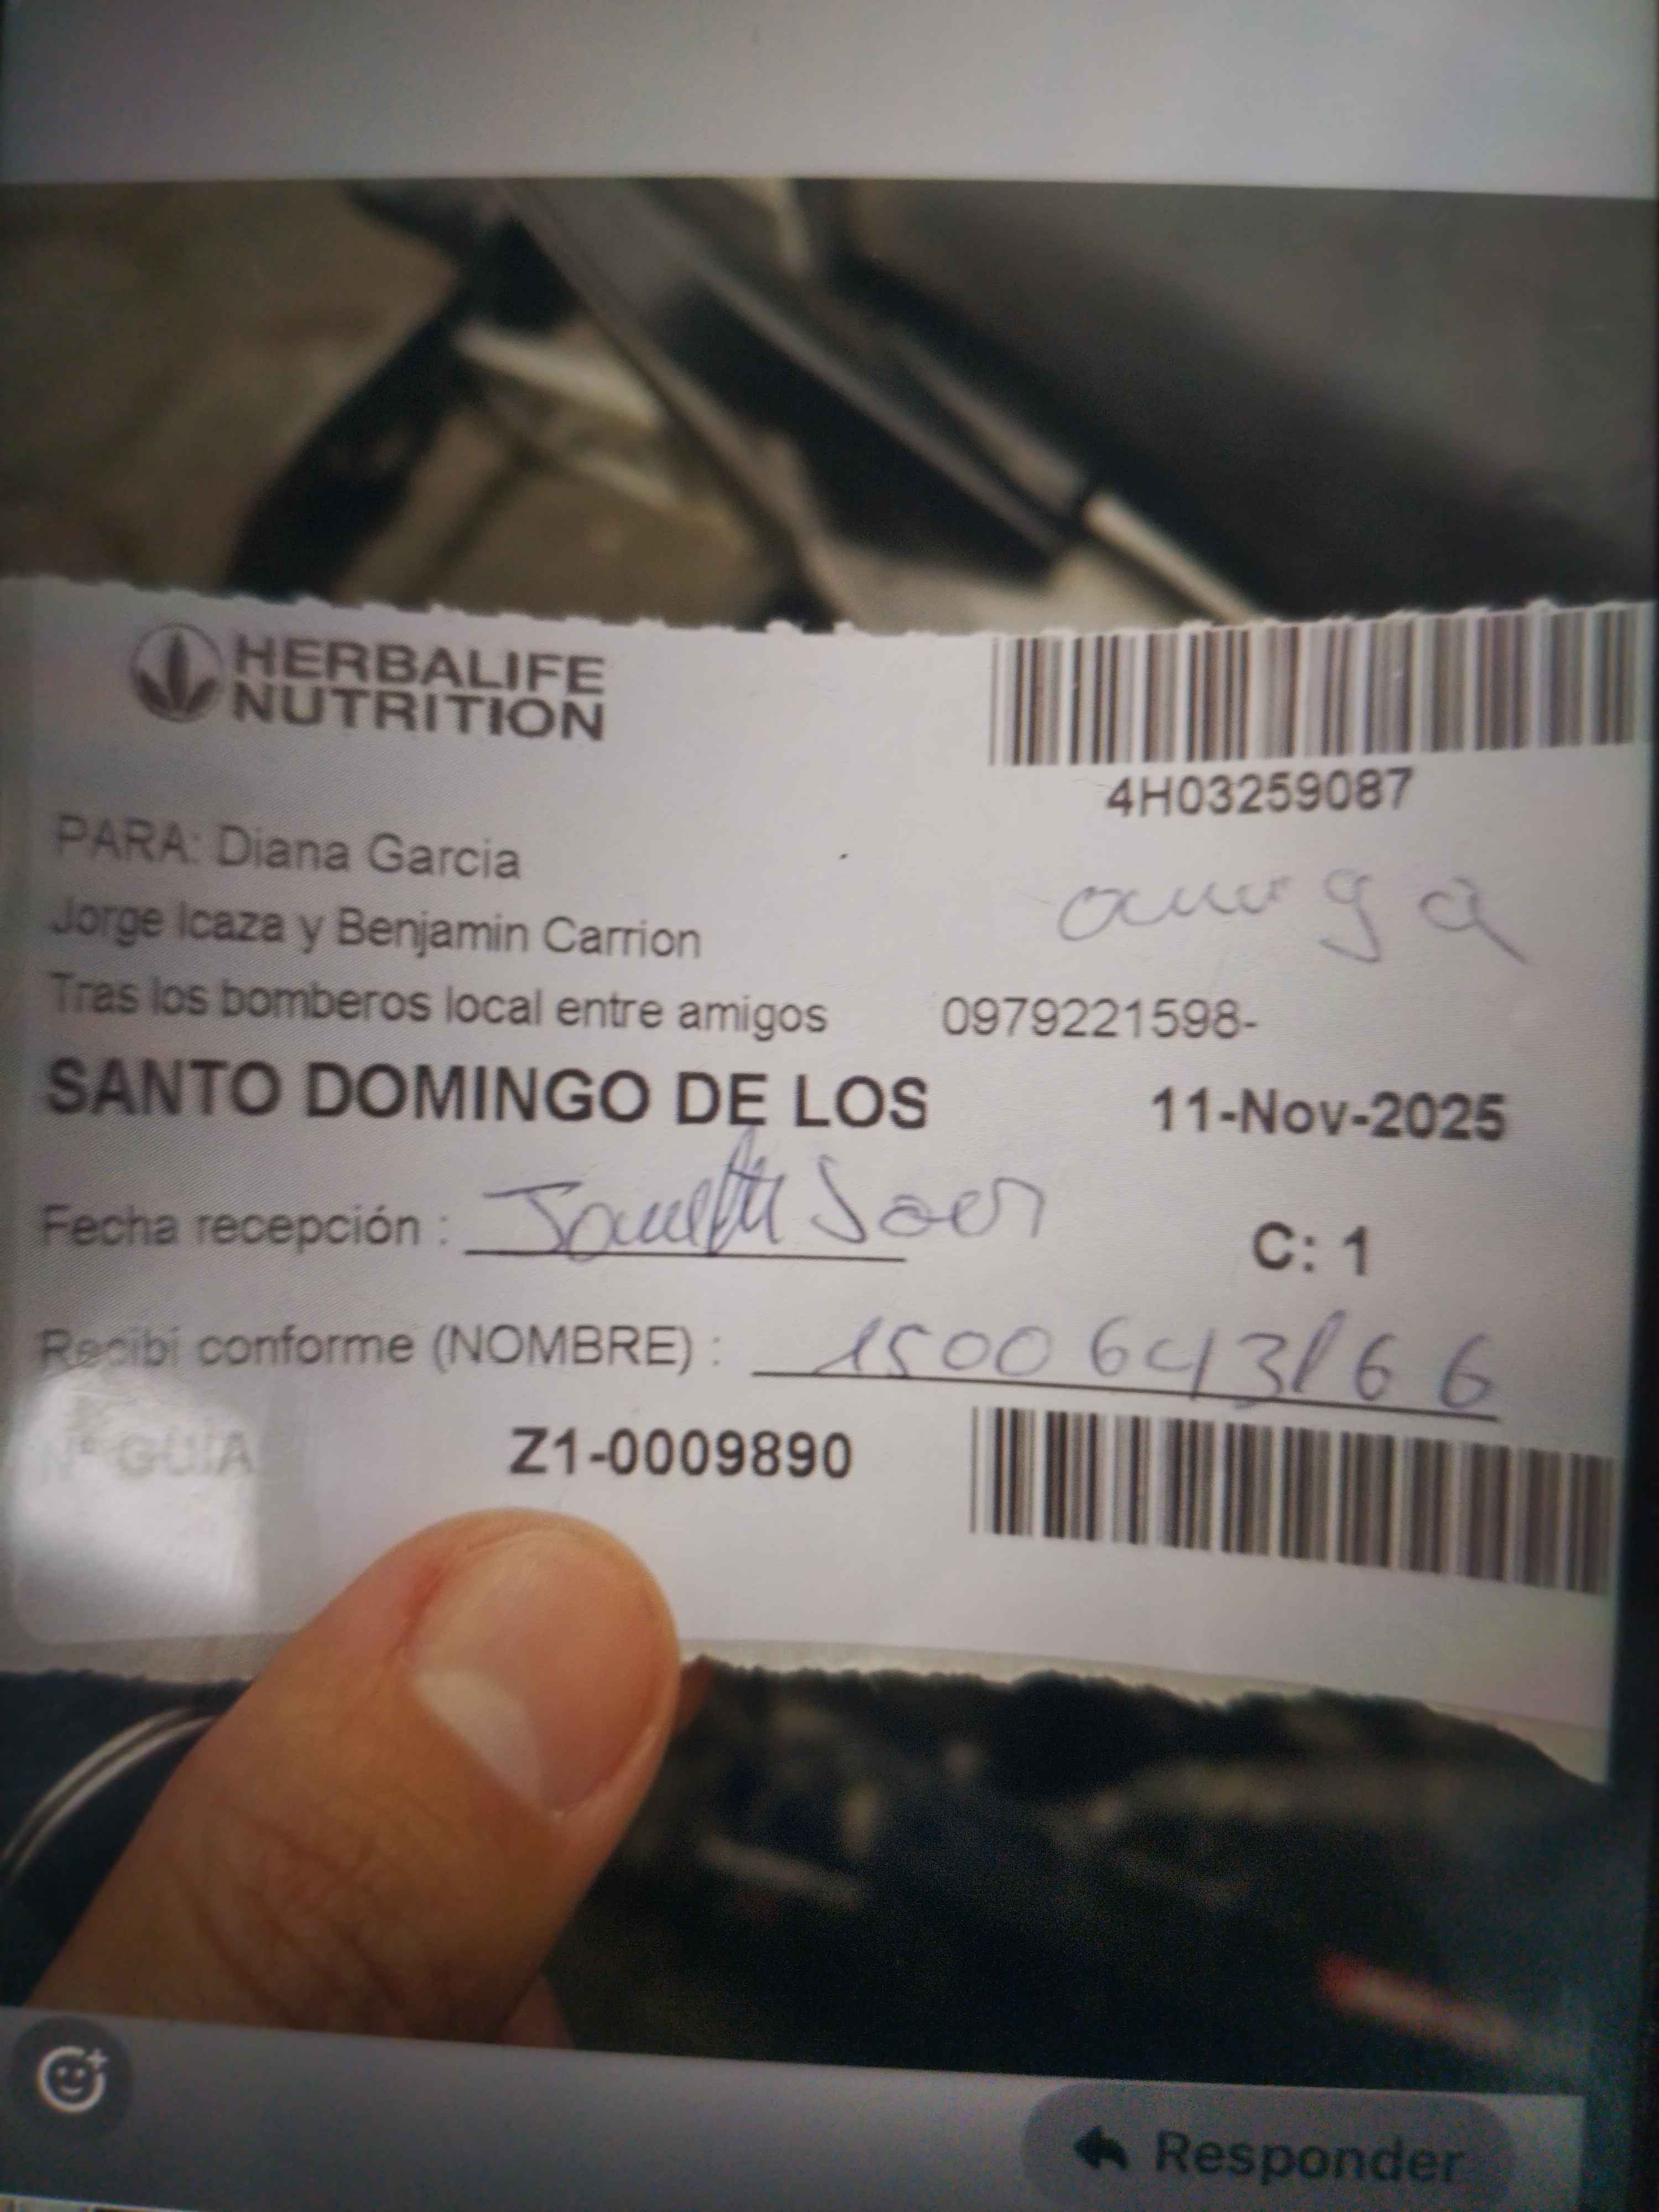 HERBALIFE
NUTRITION
4H03259087
PARA: Diana Garcia
amiga
Jorge Icaza y Benjamin Carrion
Tras los bomberos local entre amigos 0979221598-
SANTO DOMINGO DE LOS 11-Nov-2025
Fecha recepción :
C: 1
Recibi conforme (NOMBRE) : 1500643166
N° GUIA Z1-0009890
Responder